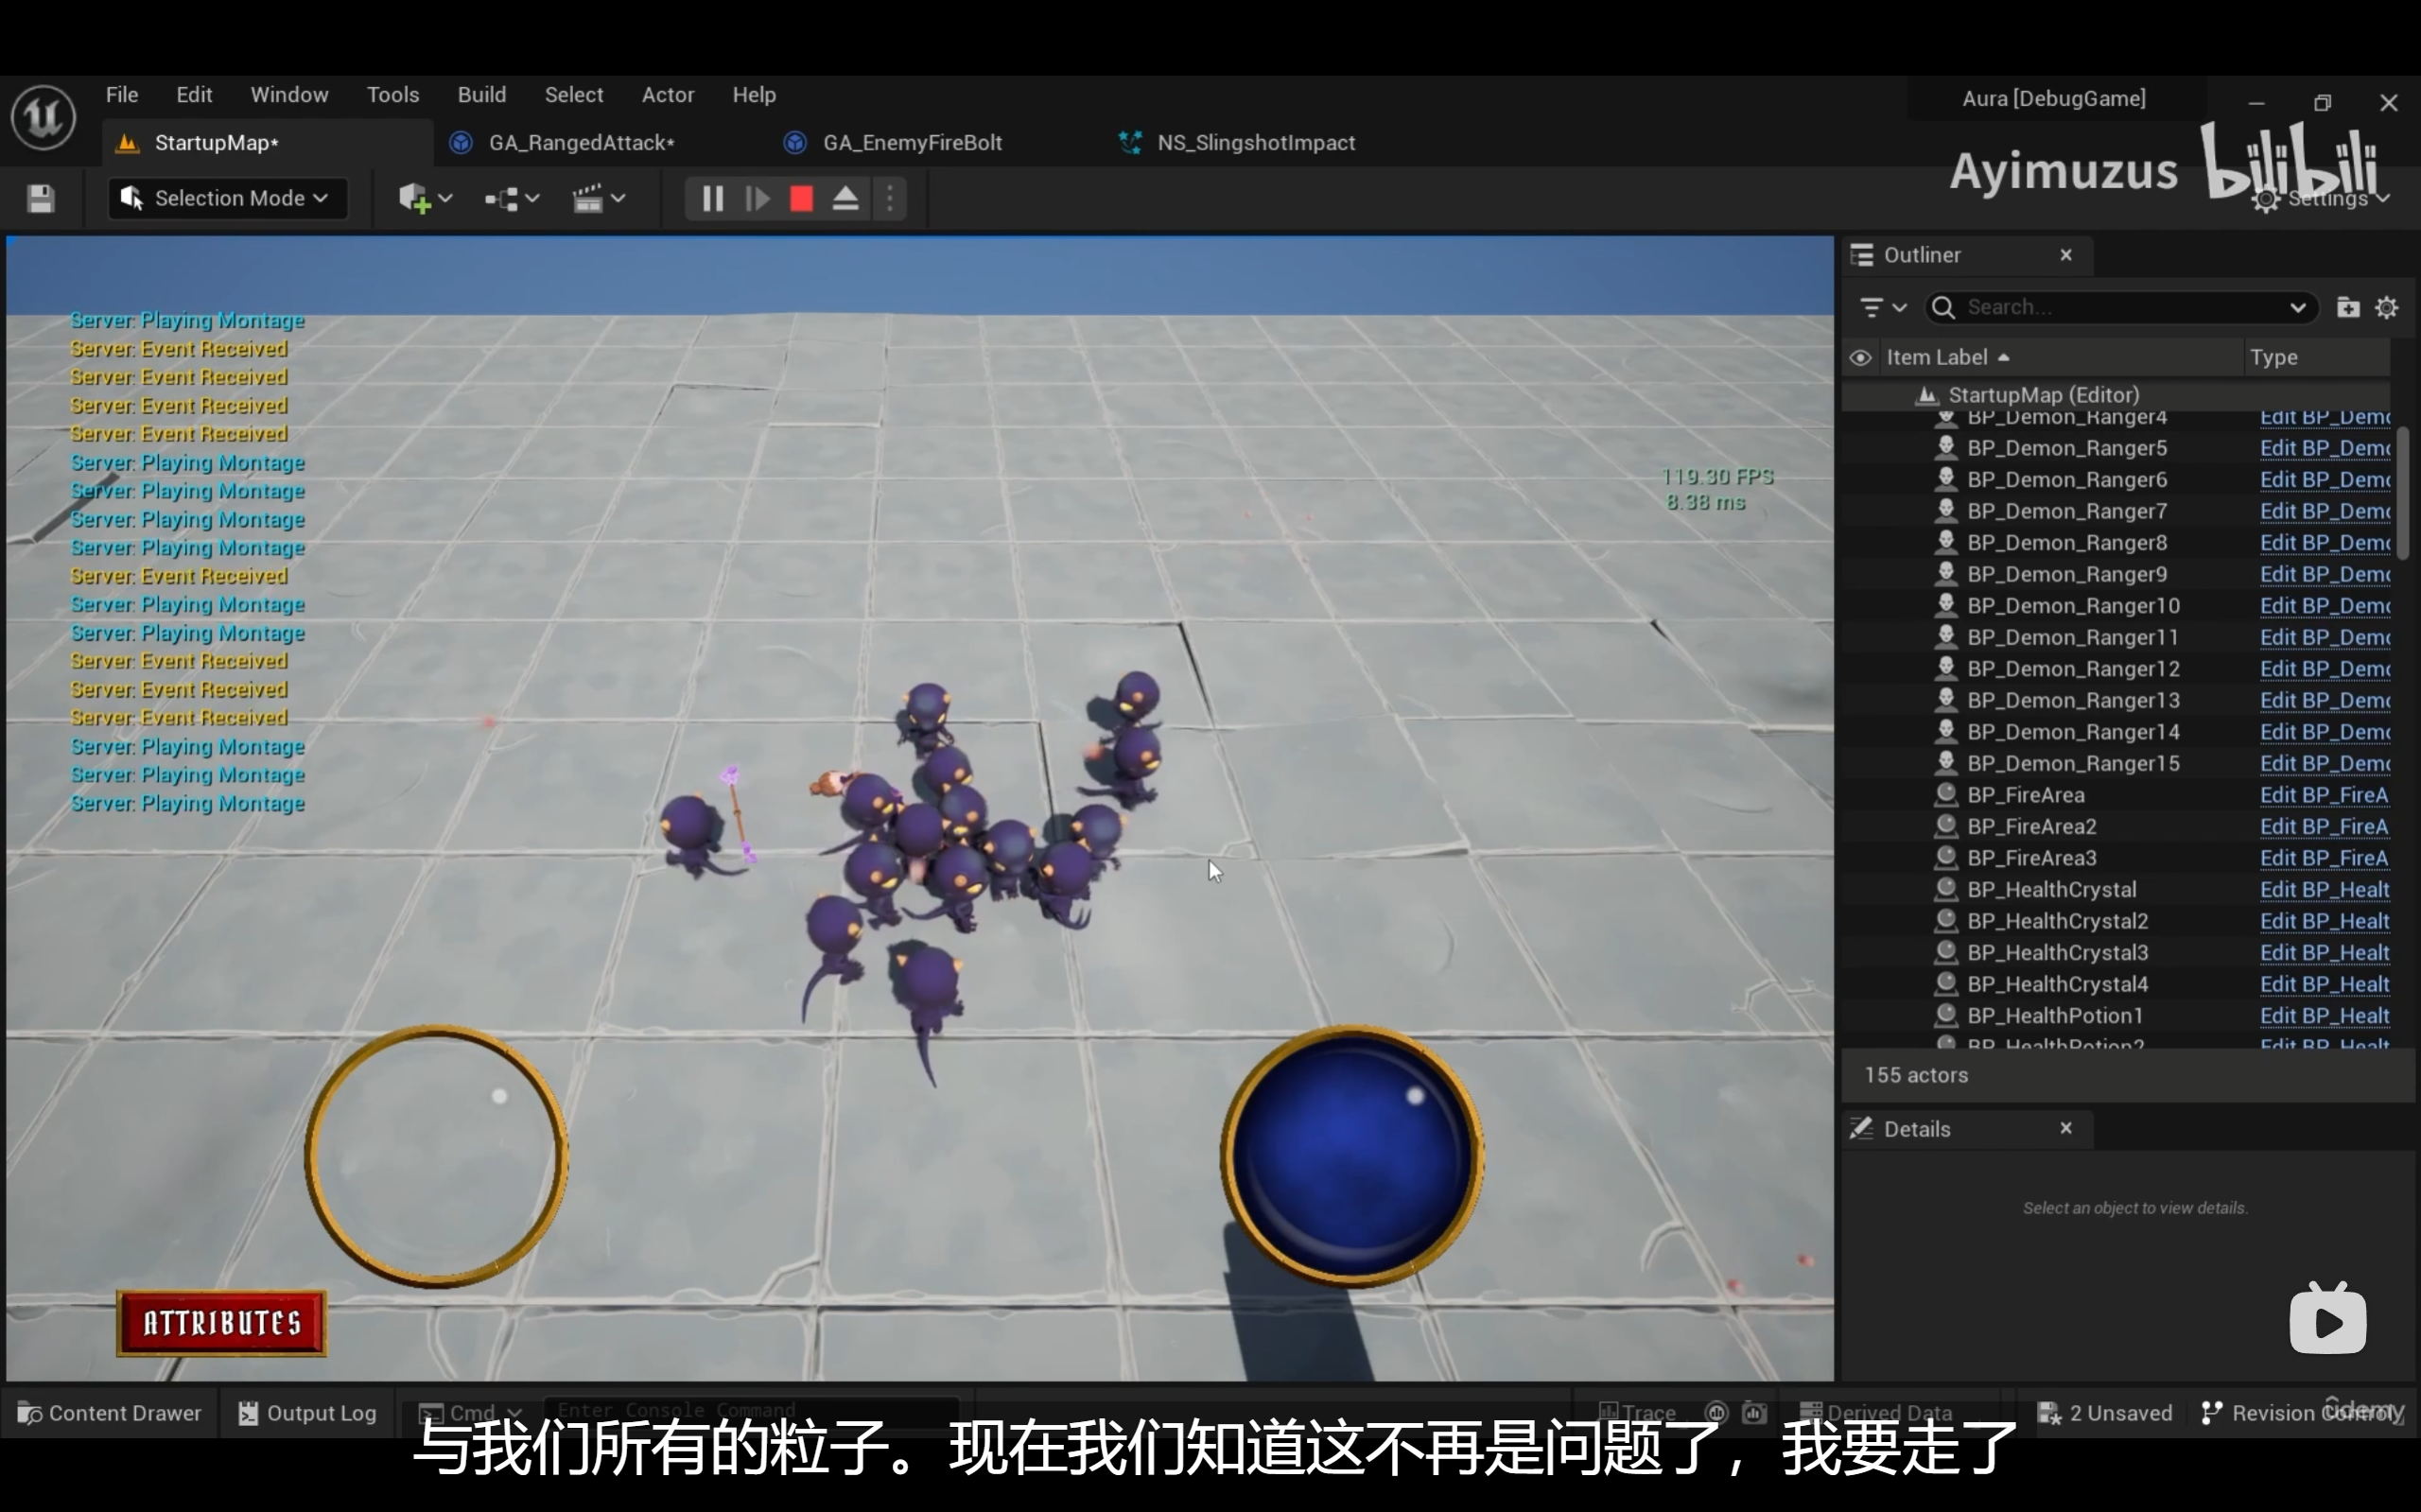 File Edit Window Tools Build Select Actor Help
Aura [DebugGame]
StartupMap*
GA_RangedAttack*
GA_EnemyFireBolt
NS_SlingshotImpact
Ayimuzus
bilibili
Selection Mode
Settings
Outliner
Search...
Item Label
Type
StartupMap (Editor)
BP_Demon_Ranger4 Edit BP_Demo
BP_Demon_Ranger5 Edit BP_Demo
BP_Demon_Ranger6 Edit BP_Demo
BP_Demon_Ranger7 Edit BP_Demo
BP_Demon_Ranger8 Edit BP_Demo
BP_Demon_Ranger9 Edit BP_Demo
BP_Demon_Ranger10 Edit BP_Demo
BP_Demon_Ranger11 Edit BP_Demo
BP_Demon_Ranger12 Edit BP_Demo
BP_Demon_Ranger13 Edit BP_Demo
BP_Demon_Ranger14 Edit BP_Demo
BP_Demon_Ranger15 Edit BP_Demo
BP_FireArea Edit BP_FireA
BP_FireArea2 Edit BP_FireA
BP_FireArea3 Edit BP_FireA
BP_HealthCrystal Edit BP_Healt
BP_HealthCrystal2 Edit BP_Healt
BP_HealthCrystal3 Edit BP_Healt
BP_HealthCrystal4 Edit BP_Healt
BP_HealthPotion1 Edit BP_Healt
BP_HealthPotion2 Edit BP_Healt
155 actors
Details
Select an object to view details.
Server: Playing Montage
Server: Event Received
Server: Event Received
Server: Event Received
Server: Event Received
Server: Playing Montage
Server: Playing Montage
Server: Playing Montage
Server: Playing Montage
Server: Event Received
Server: Playing Montage
Server: Playing Montage
Server: Event Received
Server: Event Received
Server: Event Received
Server: Playing Montage
Server: Playing Montage
Server: Playing Montage
119.30 FPS
8.38 ms
ATTRIBUTES
Content Drawer
Output Log
Cmd
Enter Console Command
Trace
Derived Data
2 Unsaved
Revision Control
Udemy
与我们所有的粒子。现在我们知道这不再是问题了，我要走了